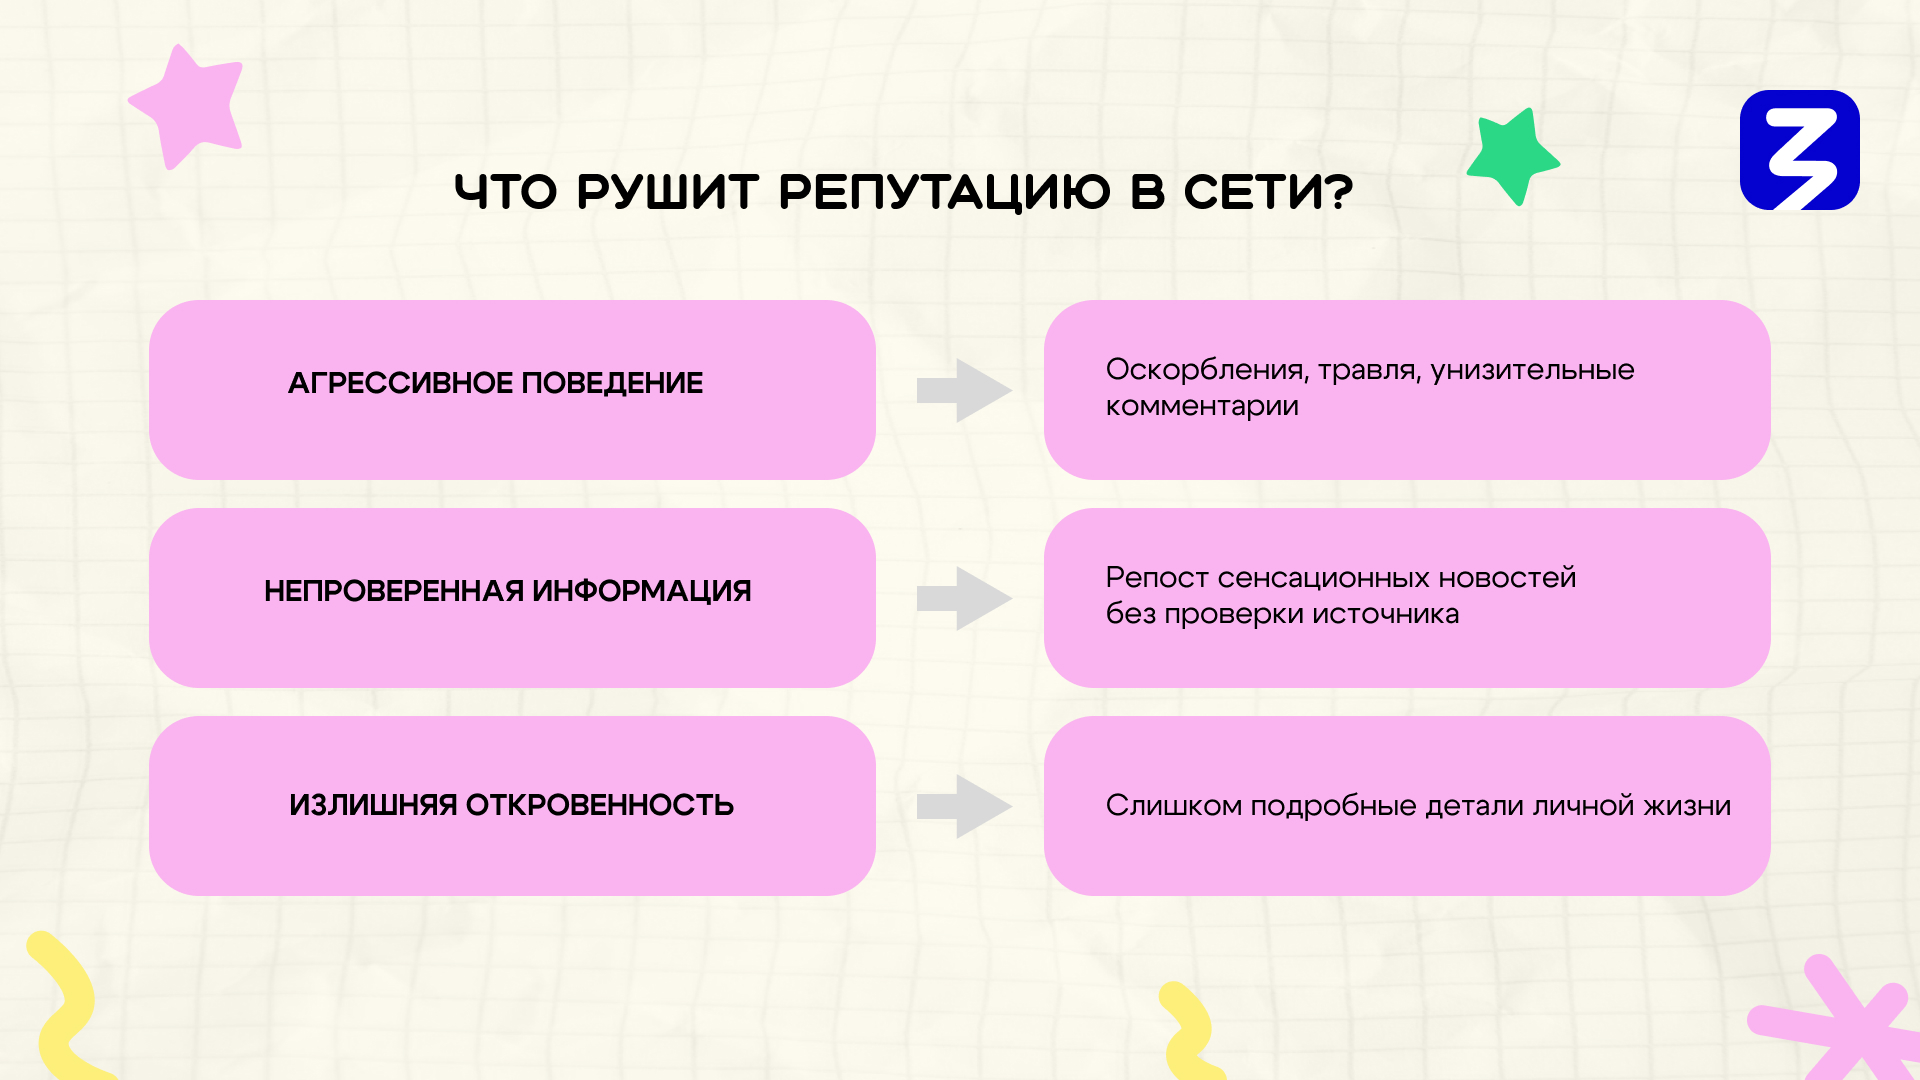 ЧТО РУШИТ РЕПУТАЦИЮ В СЕТИ?
АГРЕССИВНОЕ ПОВЕДЕНИЕ
Оскорбления, травля, унизительные
комментарии
НЕПРОВЕРЕННАЯ ИНФОРМАЦИЯ
Репост сенсационных новостей
без проверки источника
ИЗЛИШНЯЯ ОТКРОВЕННОСТЬ
Слишком подробные детали личной жизни